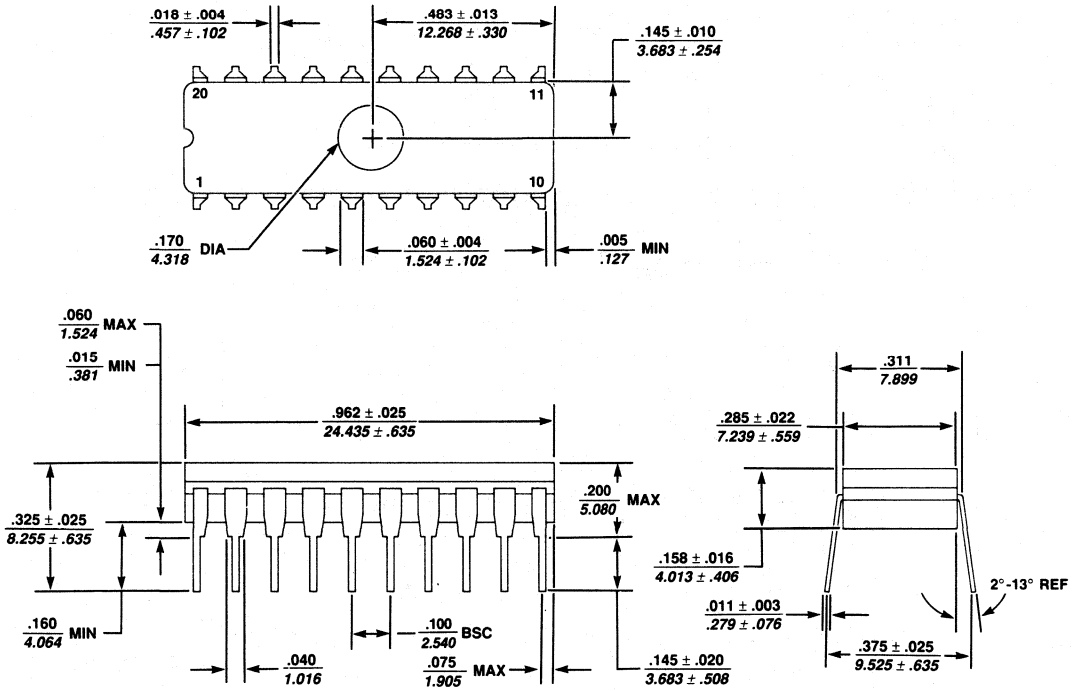 .018 ± .004
.457 ± .102
.483 ± .013
12.268 ± .330
.145 ± .010
3.683 ± .254
20
11
1
10
.170
4.318
DIA
.060 ± .004
1.524 ± .102
.005
.127
MIN
.060
1.524
MAX
.015
.381
MIN
.311
7.899
.962 ± .025
24.435 ± .635
.285 ± .022
7.239 ± .559
.200
5.080
MAX
.325 ± .025
8.255 ± .635
.158 ± .016
4.013 ± .406
2°-13° REF
.011 ± .003
.279 ± .076
.160
4.064
MIN
.100
2.540
BSC
.375 ± .025
9.525 ± .635
.040
1.016
.075
1.905
MAX
.145 ± .020
3.683 ± .508